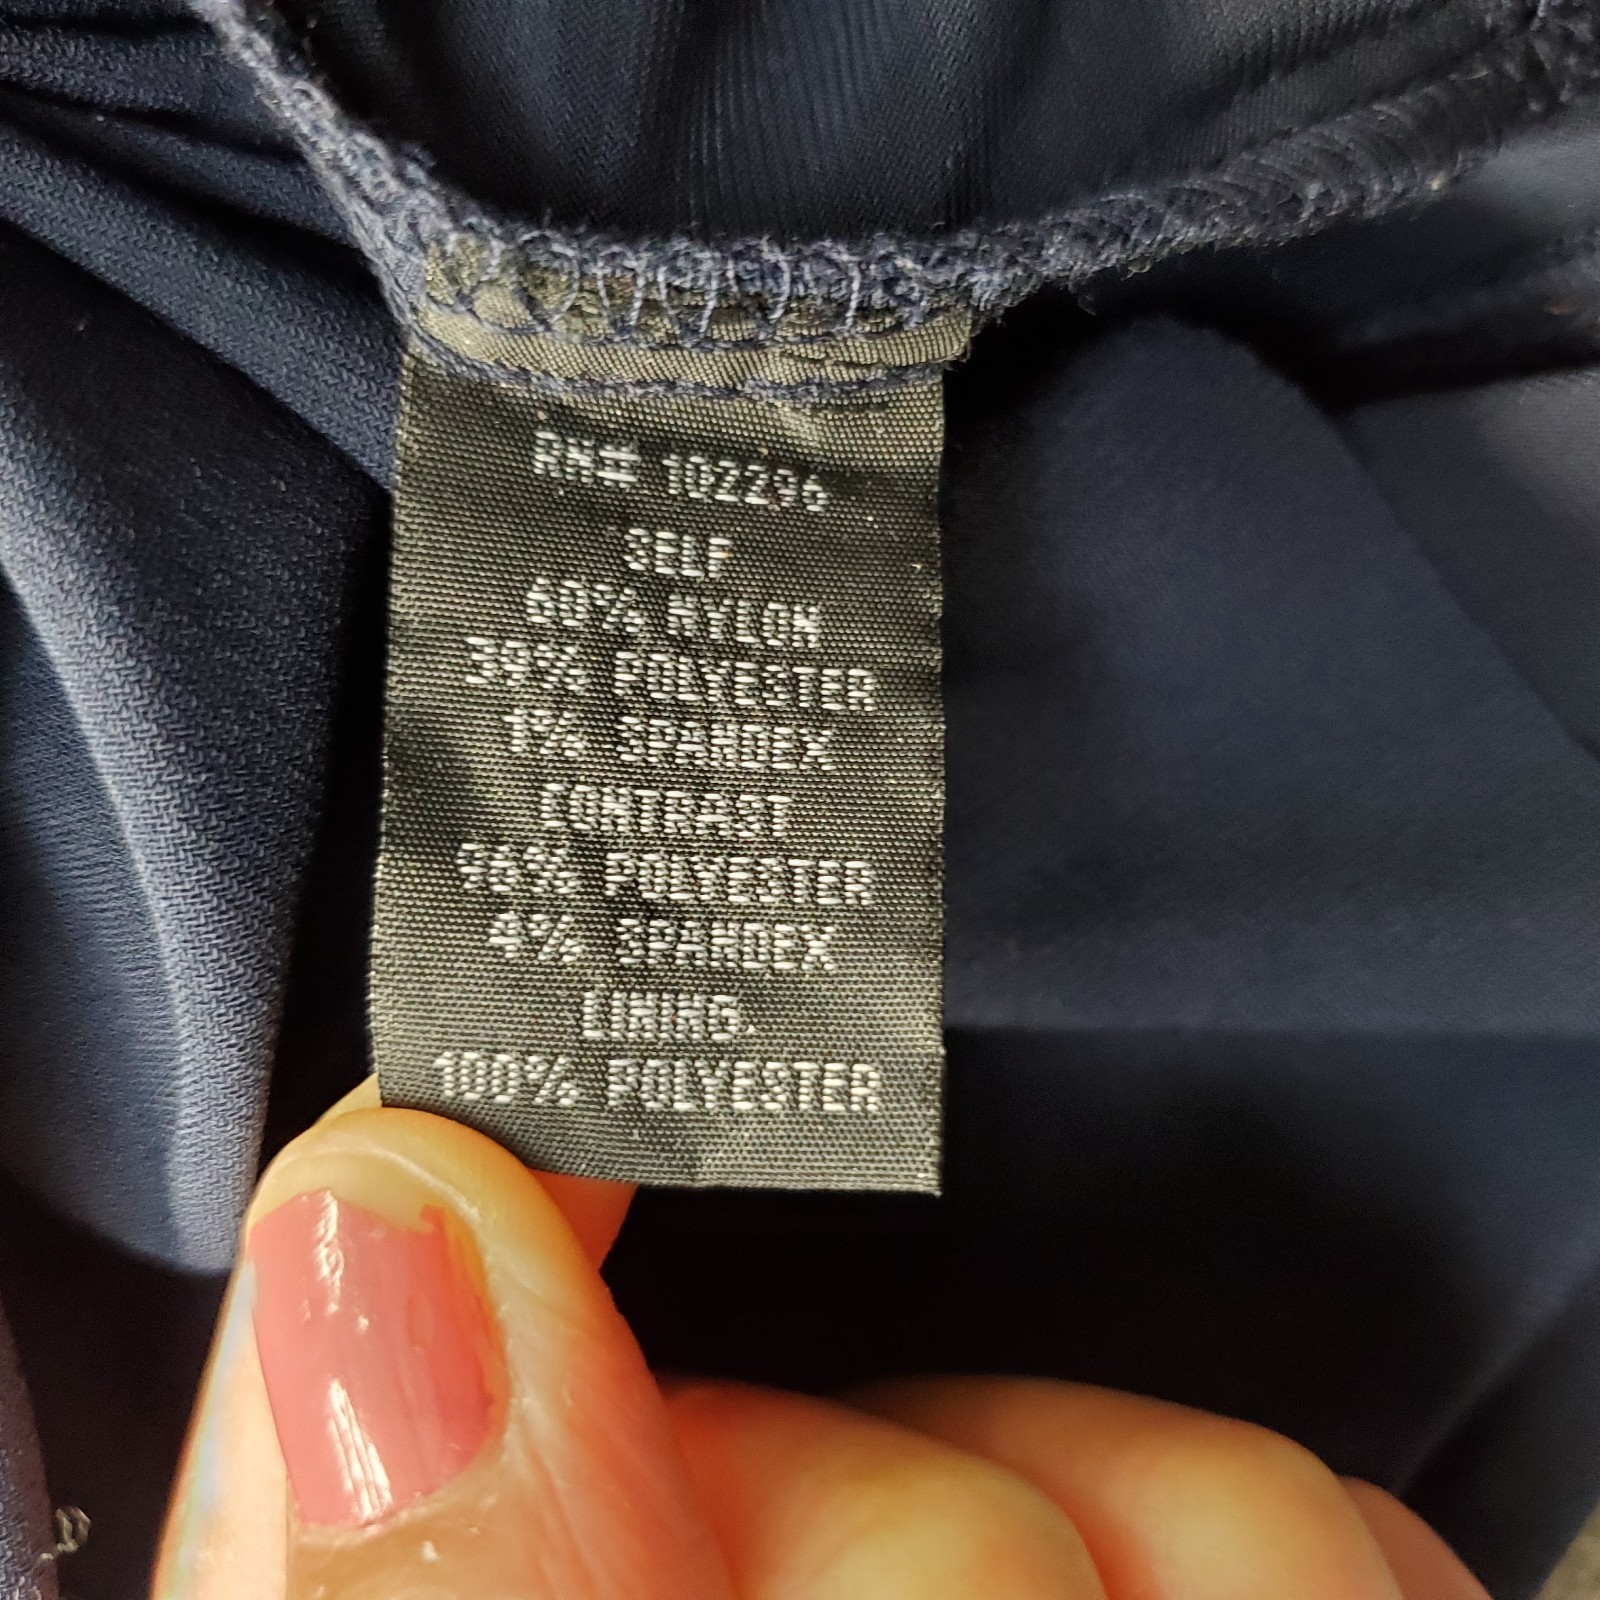 RN# 102296
SELF
60% NYLON
39% POLYESTER
1% SPANDEX
CONTRAST
96% POLYESTER
4% SPANDEX
LINING
100% POLYESTER